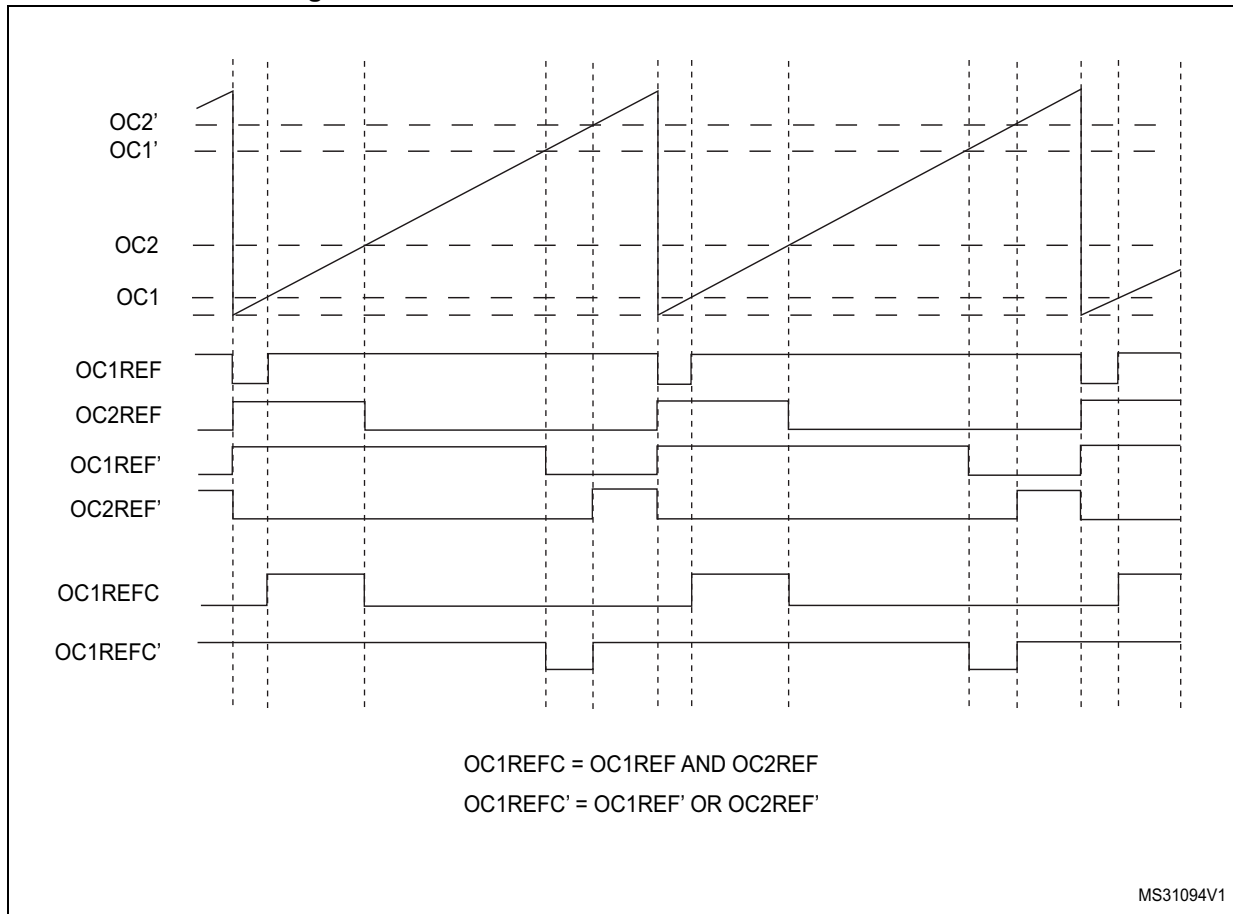 OC2’
OC1’
OC2
OC1
OC1REF
OC2REF
OC1REF’
OC2REF’
OC1REFC
OC1REFC’
OC1REFC = OC1REF AND OC2REF
OC1REFC’ = OC1REF’ OR OC2REF’
MS31094V1